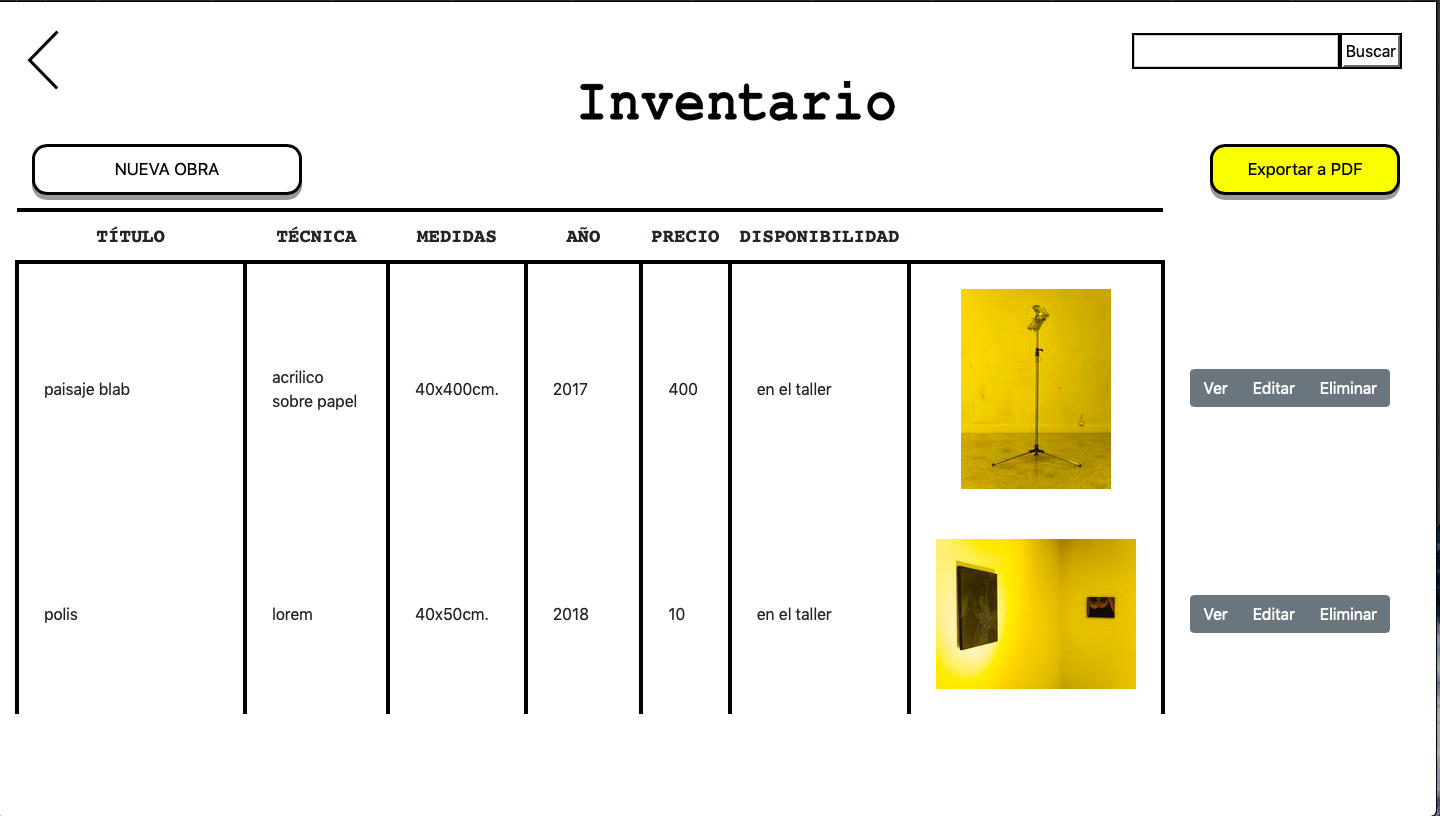 Buscar
Inventario
NUEVA OBRA
Exportar a PDF
TÍTULO TÉCNICA MEDIDAS AÑO PRECIO DISPONIBILIDAD
paisaje blab
acrilico
sobre papel
40x400cm.
2017
400
en el taller
Ver Editar Eliminar
polis
lorem
40x50cm.
2018
10
en el taller
Ver Editar Eliminar